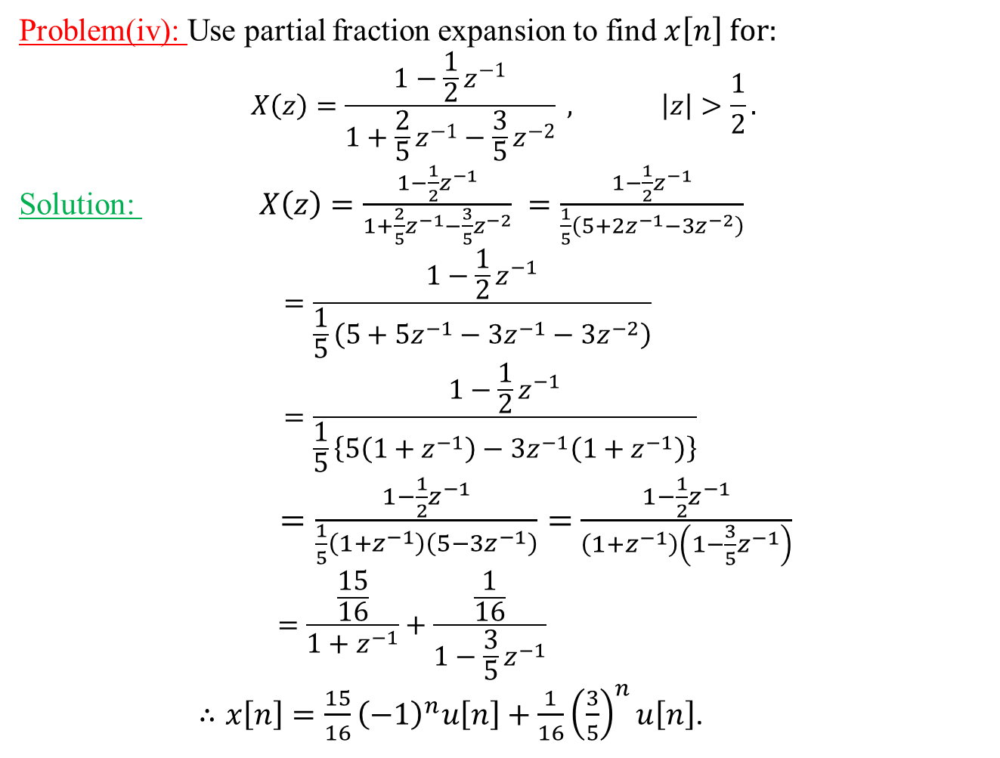 Problem(iv): Use partial fraction expansion to find x[n] for:
X(z) = \frac{1 - \frac{1}{2}z^{-1}}{1 + \frac{2}{5}z^{-1} - \frac{3}{5}z^{-2}} , |z| > \frac{1}{2}.
Solution: X(z) = \frac{1-\frac{1}{2}z^{-1}}{1+\frac{2}{5}z^{-1}-\frac{3}{5}z^{-2}} = \frac{1-\frac{1}{2}z^{-1}}{\frac{1}{5}(5+2z^{-1}-3z^{-2})}
= \frac{1 - \frac{1}{2}z^{-1}}{\frac{1}{5}(5 + 5z^{-1} - 3z^{-1} - 3z^{-2})}
= \frac{1 - \frac{1}{2}z^{-1}}{\frac{1}{5}\{5(1 + z^{-1}) - 3z^{-1}(1 + z^{-1})\}}
= \frac{1-\frac{1}{2}z^{-1}}{\frac{1}{5}(1+z^{-1})(5-3z^{-1})} = \frac{1-\frac{1}{2}z^{-1}}{(1+z^{-1})\left(1-\frac{3}{5}z^{-1}\right)}
= \frac{\frac{15}{16}}{1 + z^{-1}} + \frac{\frac{1}{16}}{1 - \frac{3}{5}z^{-1}}
∴ x[n] = \frac{15}{16}(-1)^n u[n] + \frac{1}{16}\left(\frac{3}{5}\right)^n u[n].